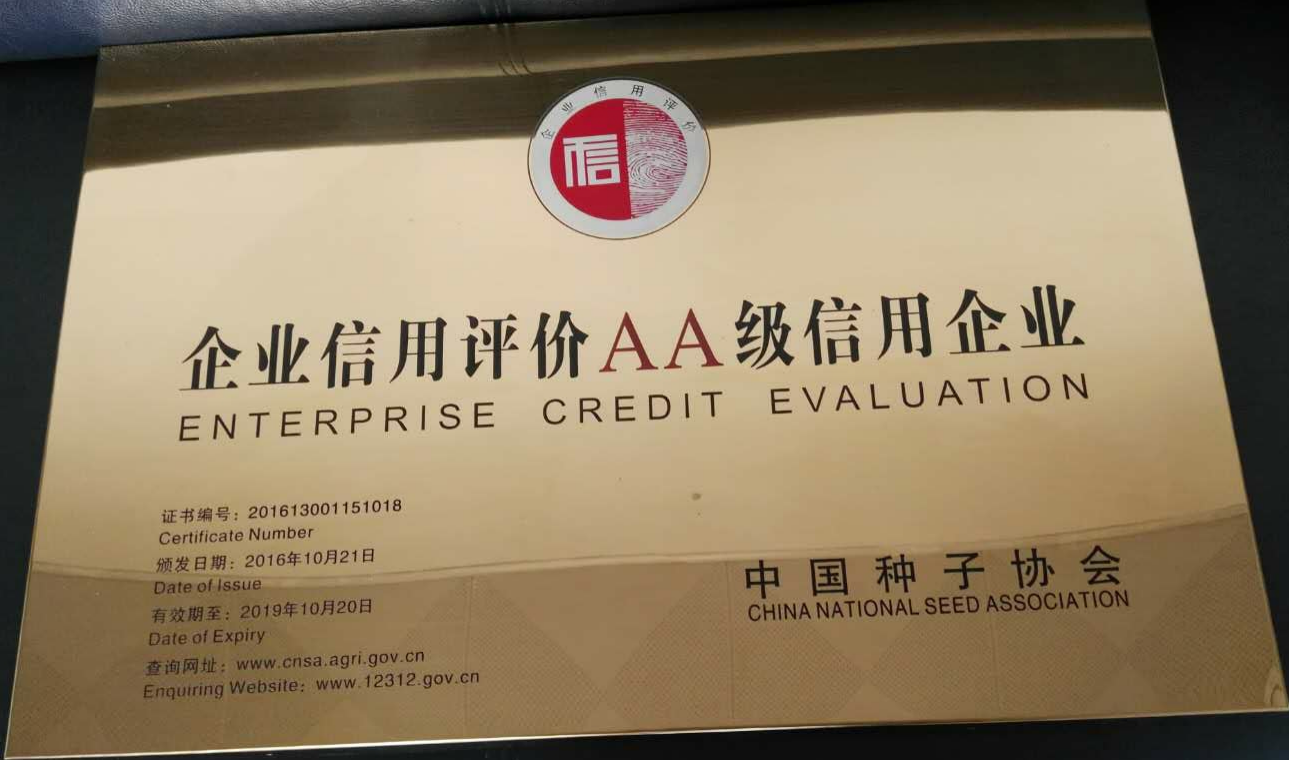 企业信用评价
信
企业信用评价AA级信用企业
ENTERPRISE CREDIT EVALUATION
证书编号：201613001151018
Certificate Number
颁发日期：2016年10月21日
Date of Issue
有效期至：2019年10月20日
Date of Expiry
查询网址：www.cnsa.agri.gov.cn
Enquiring Website：www.12312.gov.cn
中国种子协会
CHINA NATIONAL SEED ASSOCIATION